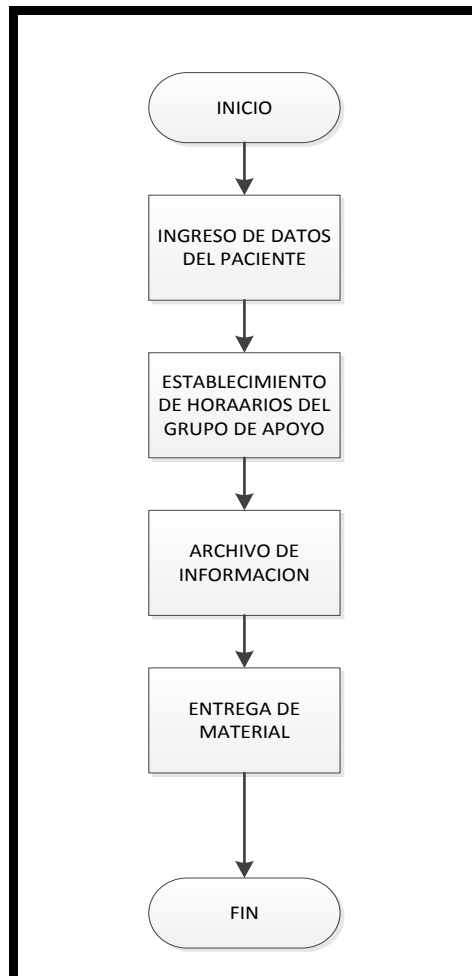 INICIO
INGRESO DE DATOS
DEL PACIENTE
ESTABLECIMIENTO
DE HORAARIOS DEL
GRUPO DE APOYO
ARCHIVO DE
INFORMACION
ENTREGA DE
MATERIAL
FIN